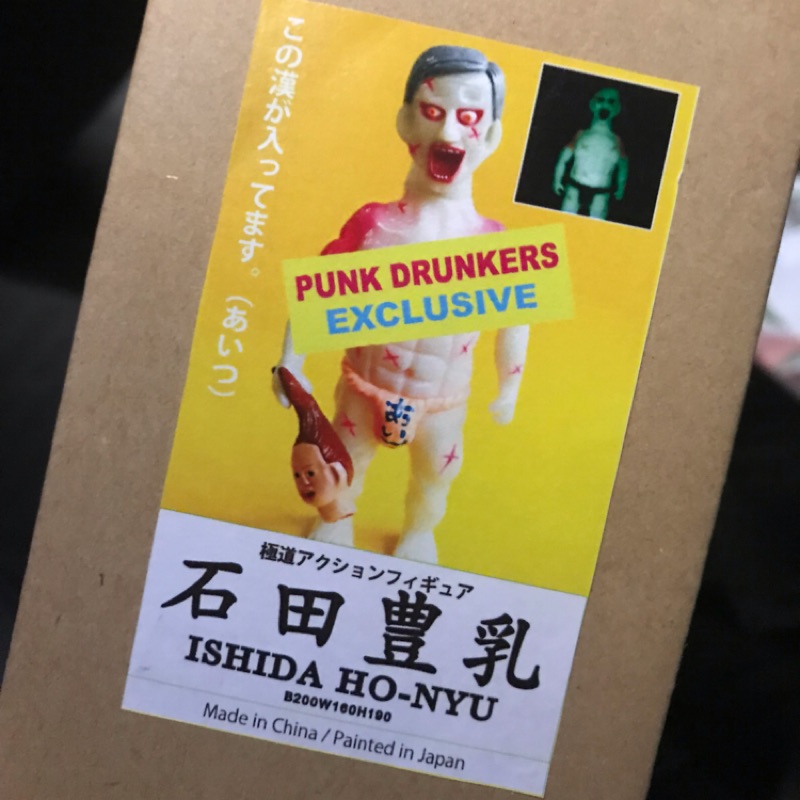 この漢が入ってます。(あいつ)
PUNK DRUNKERS
EXCLUSIVE
極道アクションフィギュア
石田豊乳
ISHIDA HO-NYU
B200W160H190
Made in China / Painted in Japan